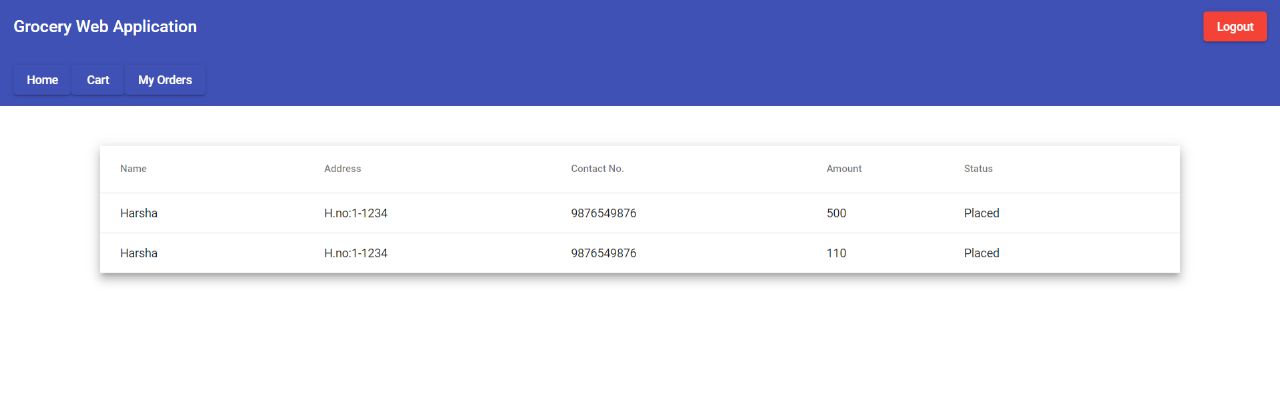 Grocery Web Application Logout
Home Cart My Orders
Name Address Contact No. Amount Status
Harsha H.no:1-1234 9876549876 500 Placed
Harsha H.no:1-1234 9876549876 110 Placed